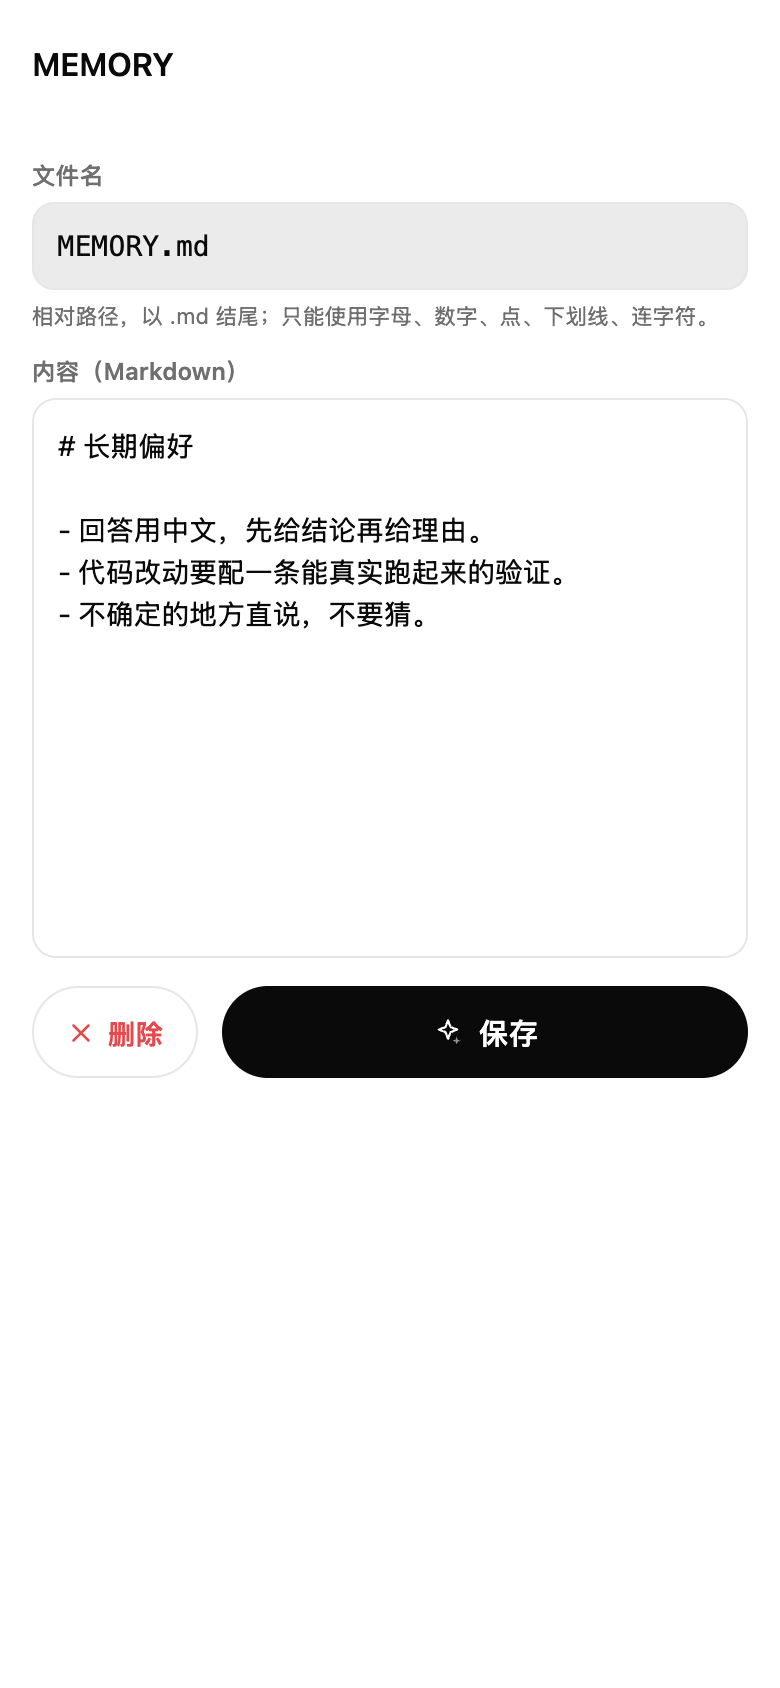 MEMORY
文件名
MEMORY.md
相对路径，以 .md 结尾；只能使用字母、数字、点、下划线、连字符。
内容（Markdown）
# 长期偏好
- 回答用中文，先给结论再给理由。
- 代码改动要配一条能真实跑起来的验证。
- 不确定的地方直说，不要猜。
删除
保存